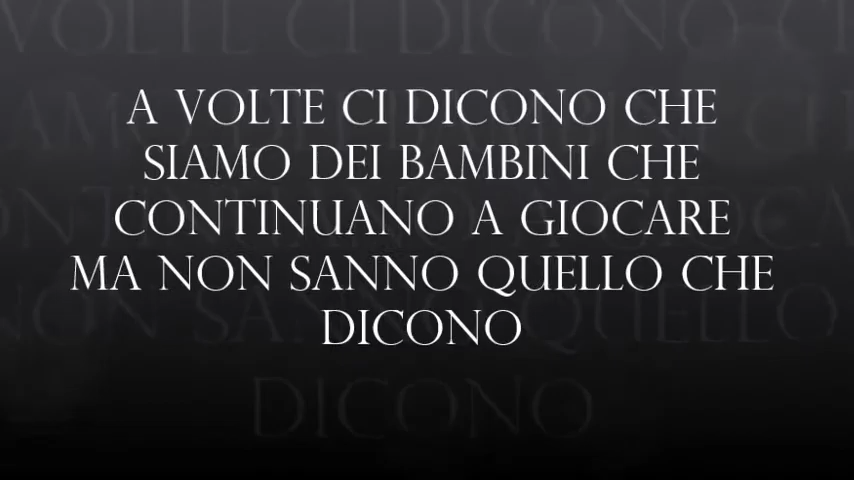 A VOLTE CI DICONO CHE
SIAMO DEI BAMBINI CHE
CONTINUANO A GIOCARE
MA NON SANNO QUELLO CHE
DICONO